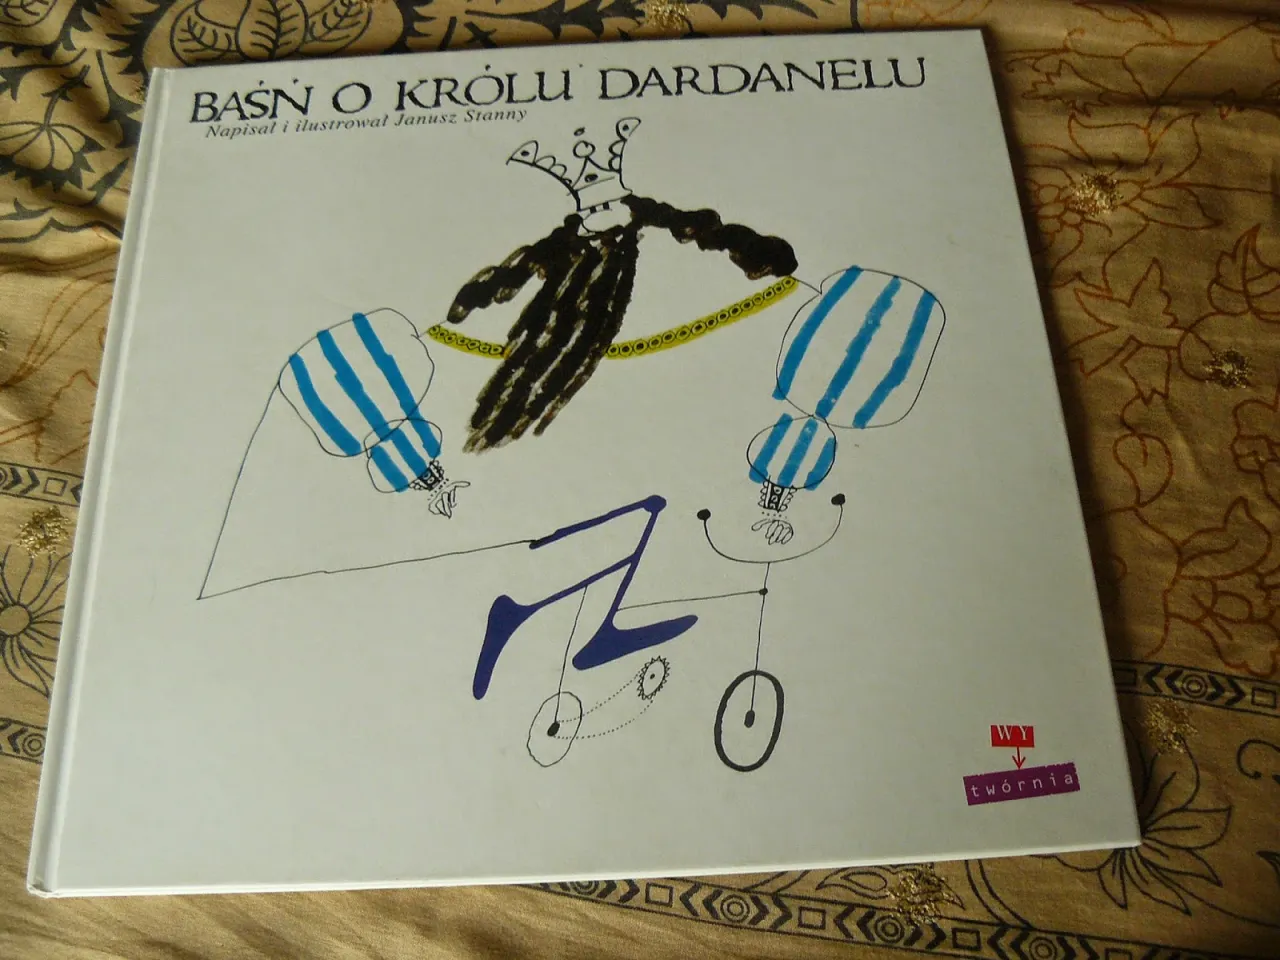 BAŚŃ O KRÓLU DARDANELU
Napisał i ilustrował Janusz Stanny
WY
twórnia